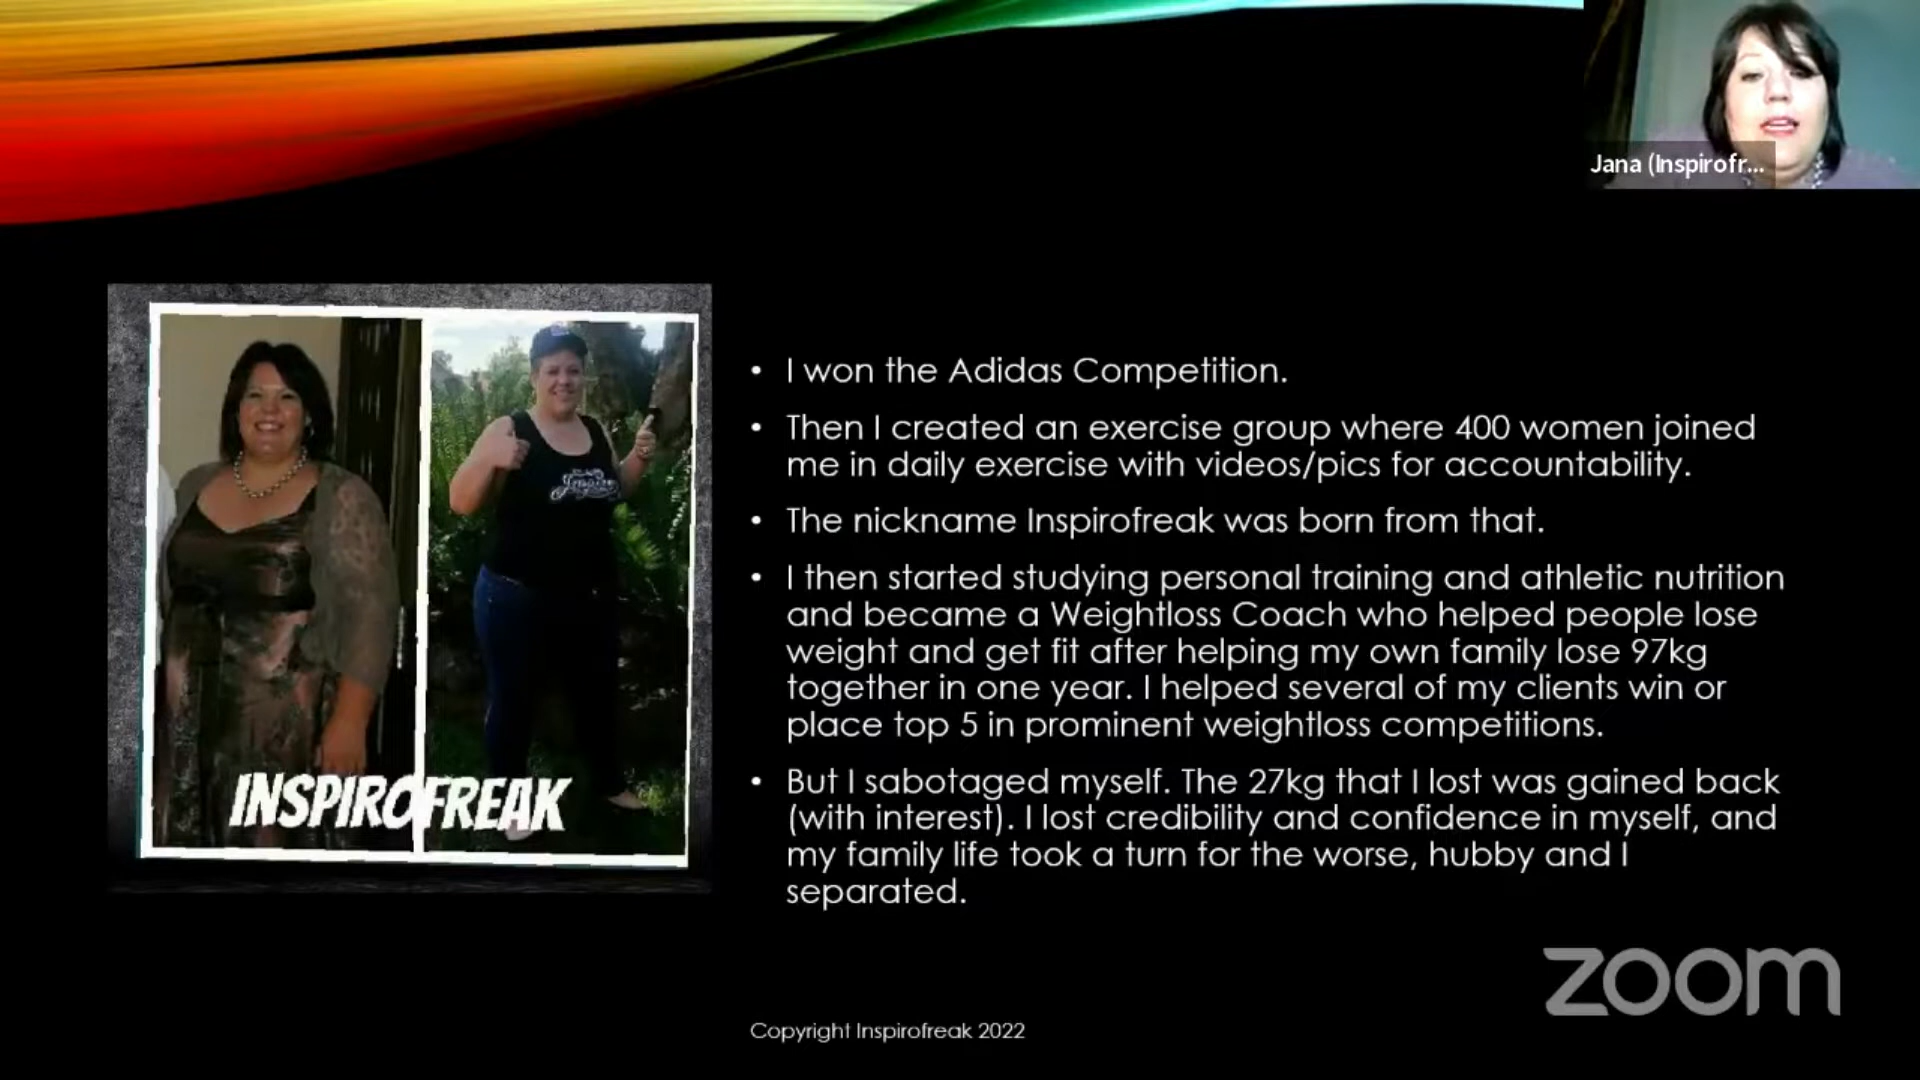 Jana (Inspirofr...
• I won the Adidas Competition.
• Then I created an exercise group where 400 women joined
me in daily exercise with videos/pics for accountability.
• The nickname Inspirofreak was born from that.
• I then started studying personal training and athletic nutrition
and became a Weightloss Coach who helped people lose
weight and get fit after helping my own family lose 97kg
together in one year. I helped several of my clients win or
place top 5 in prominent weightloss competitions.
• But I sabotaged myself. The 27kg that I lost was gained back
(with interest). I lost credibility and confidence in myself, and
my family life took a turn for the worse, hubby and I
separated.
INSPIROFREAK
zoom
Copyright Inspirofreak 2022